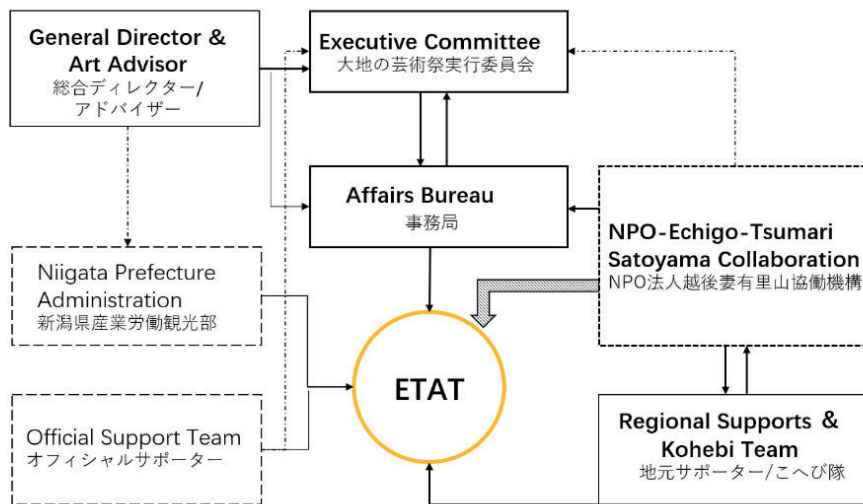 General Director &
Art Advisor
総合ディレクター/
アドバイザー
Executive Committee
大地の芸術祭実行委員会
Affairs Bureau
事務局
NPO-Echigo-Tsumari
Satoyama Collaboration
NPO法人越後妻有里山協働機構
Niigata Prefecture
Administration
新潟県産業労働観光部
ETAT
Official Support Team
オフィシャルサポーター
Regional Supports &
Kohebi Team
地元サポーター/こへび隊